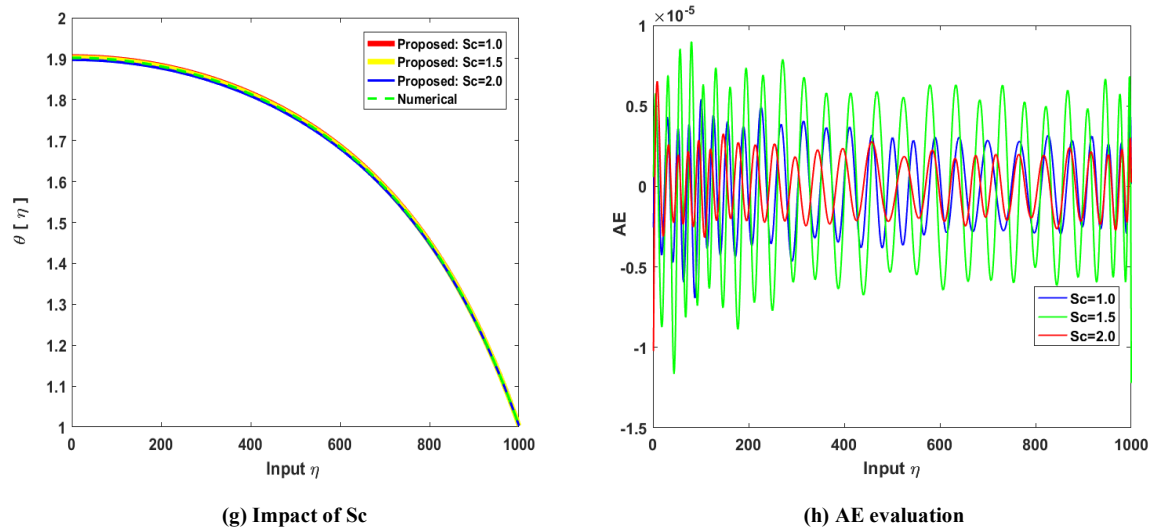 2
1.9
1.8
1.7
1.6
1.5
1.4
1.3
1.2
1.1
1
θ [ η ]
0 200 400 600 800 1000
Input η
Proposed: Sc=1.0
Proposed: Sc=1.5
Proposed: Sc=2.0
Numerical
(g) Impact of Sc
×10⁻⁵
1
0.5
0
-0.5
-1
-1.5
AE
0 200 400 600 800 1000
Input η
Sc=1.0
Sc=1.5
Sc=2.0
(h) AE evaluation